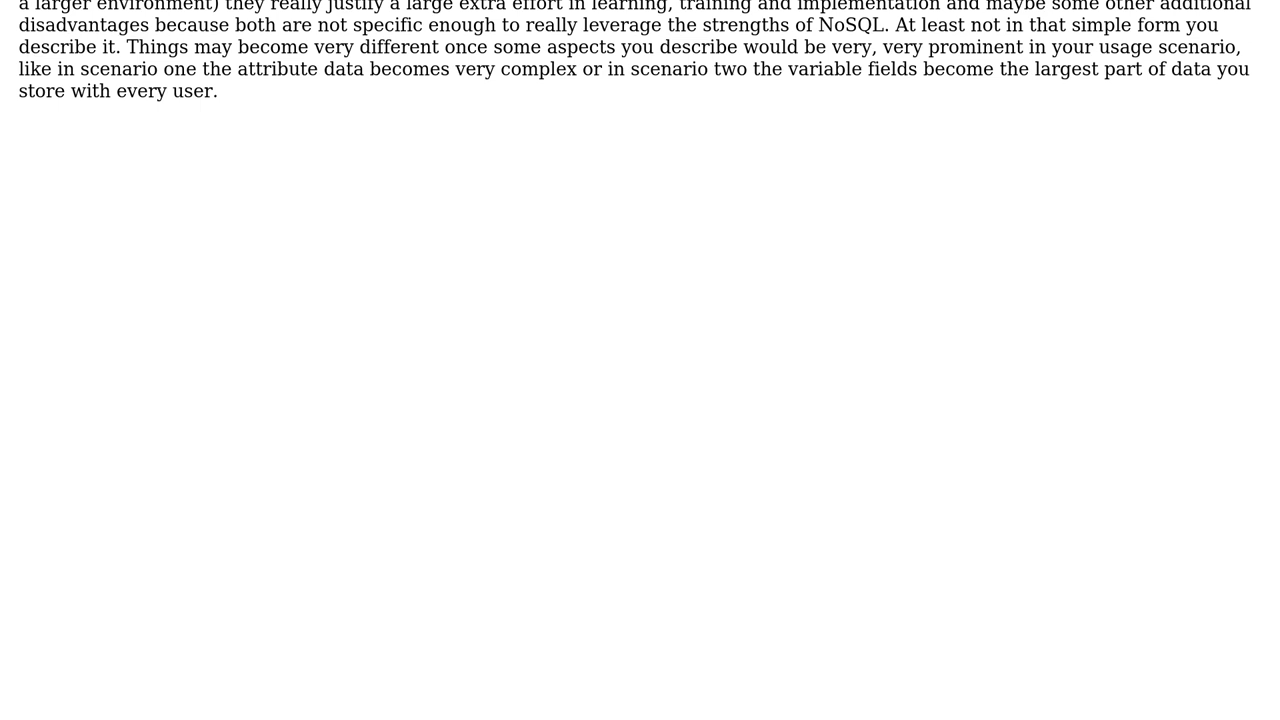 a larger environment) they really justify a large extra effort in learning, training and implementation and maybe some other additional
disadvantages because both are not specific enough to really leverage the strengths of NoSQL. At least not in that simple form you
describe it. Things may become very different once some aspects you describe would be very, very prominent in your usage scenario,
like in scenario one the attribute data becomes very complex or in scenario two the variable fields become the largest part of data you
store with every user.